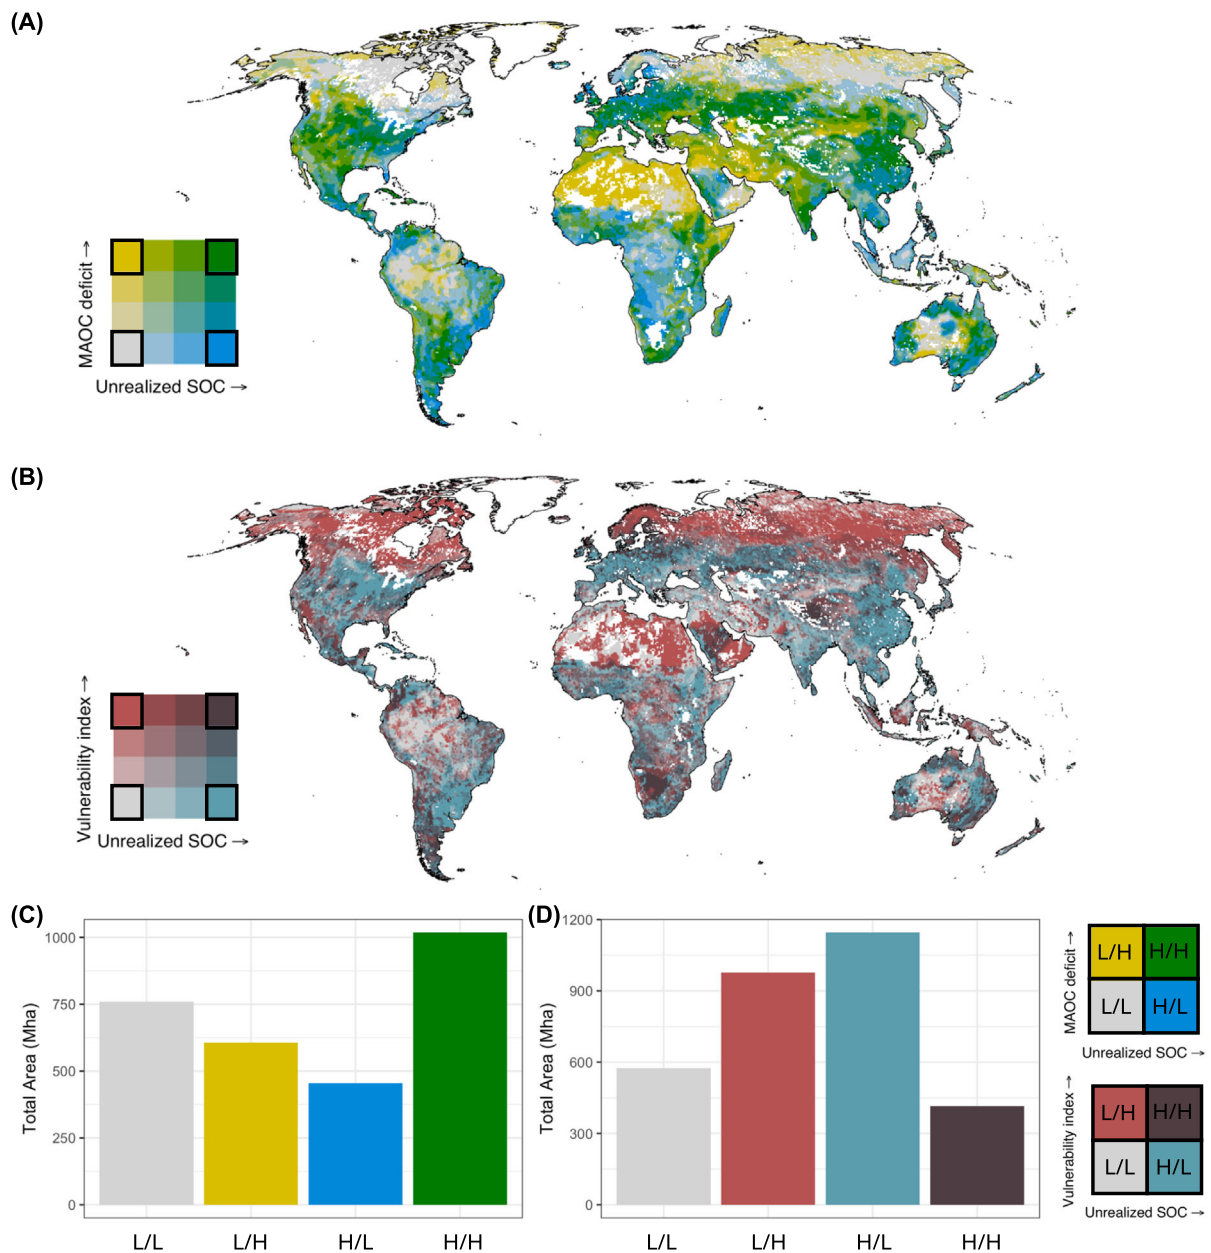 (A)
MAOC deficit →
Unrealized SOC →
(B)
Vulnerability index →
Unrealized SOC →
(C)
Total Area (Mha)
1000
750
500
250
0
L/L L/H H/L H/H
(D)
Total Area (Mha)
1200
900
600
300
0
L/L L/H H/L H/H
MAOC deficit →
L/H H/H
L/L H/L
Unrealized SOC →
Vulnerability index →
L/H H/H
L/L H/L
Unrealized SOC →